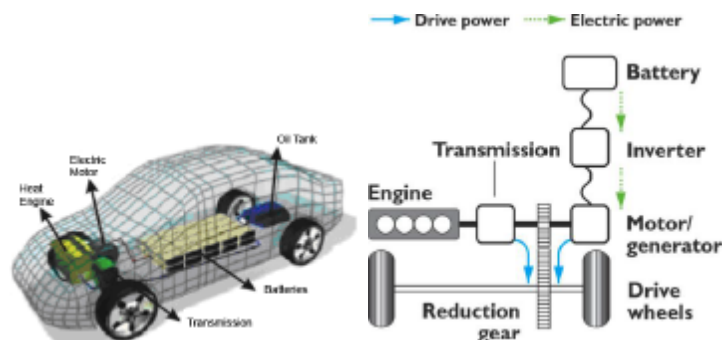 Oil Tank
Electric
Motor
Heat
Engine
Batteries
Transmission
Drive power
Electric power
Battery
Transmission
Inverter
Engine
Motor/
generator
Reduction
gear
Drive
wheels